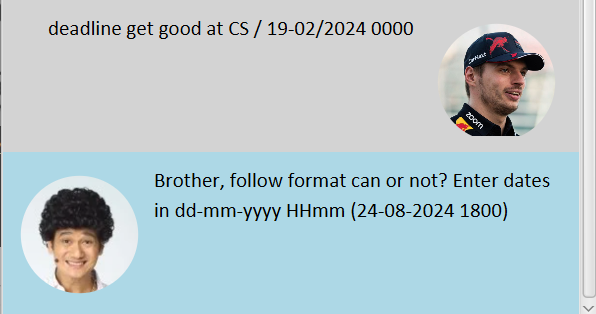 deadline get good at CS / 19-02/2024 0000
zoom
Brother, follow format can or not? Enter dates
in dd-mm-yyyy HHmm (24-08-2024 1800)